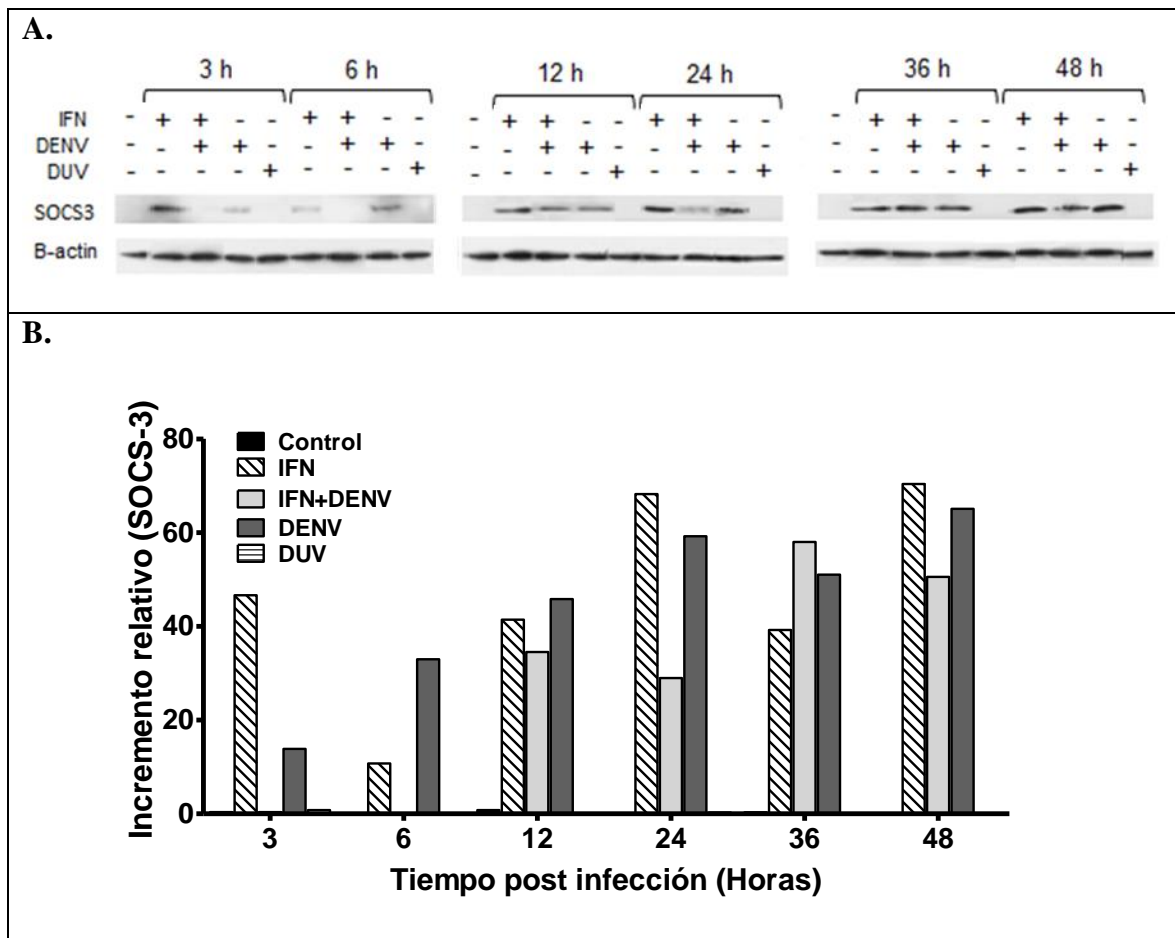 A.
3 h 6 h 12 h 24 h 36 h 48 h
IFN - + + - - + + - - - + + - - + + - - - + + - - + + - -
DENV - - + + - - + + - - - + + - - + + - - - + + - - + + -
DUV - - - - + - - - + - - - - + - - - + - - - - + - - - +
SOCS3
B-actin
B.
Incremento relativo (SOCS-3)
80
60
40
20
0
Control
IFN
IFN+DENV
DENV
DUV
3 6 12 24 36 48
Tiempo post infección (Horas)